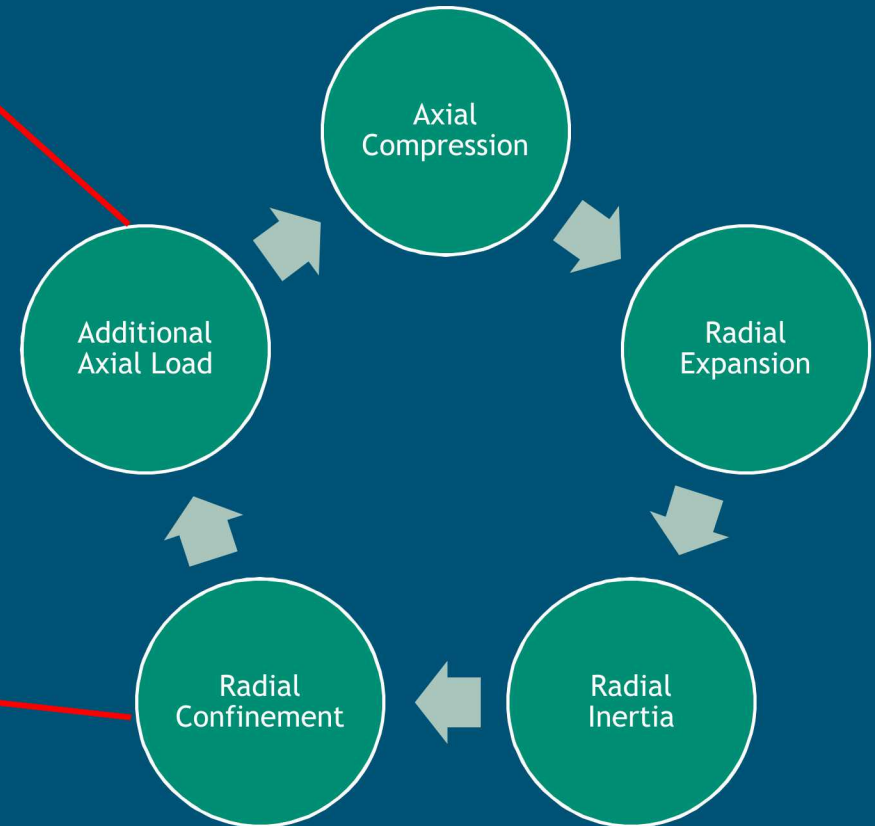 Axial
Compression
Radial
Expansion
Radial
Inertia
Radial
Confinement
Additional
Axial Load